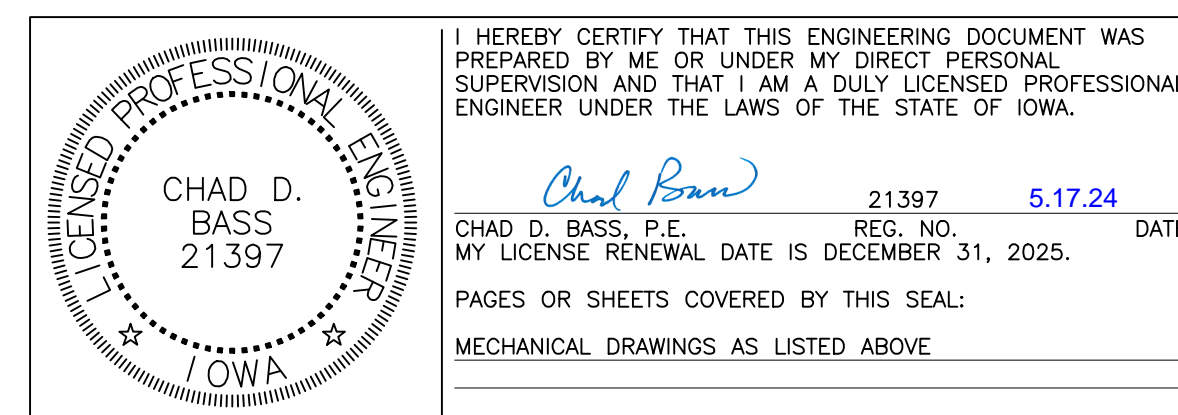 LICENSED PROFESSIONAL ENGINEER
CHAD D.
BASS
21397
IOWA
I HEREBY CERTIFY THAT THIS ENGINEERING DOCUMENT WAS
PREPARED BY ME OR UNDER MY DIRECT PERSONAL
SUPERVISION AND THAT I AM A DULY LICENSED PROFESSIONAL
ENGINEER UNDER THE LAWS OF THE STATE OF IOWA.
Chad Bass 21397 5.17.24
CHAD D. BASS, P.E. REG. NO. DATE
MY LICENSE RENEWAL DATE IS DECEMBER 31, 2025.
PAGES OR SHEETS COVERED BY THIS SEAL:
MECHANICAL DRAWINGS AS LISTED ABOVE